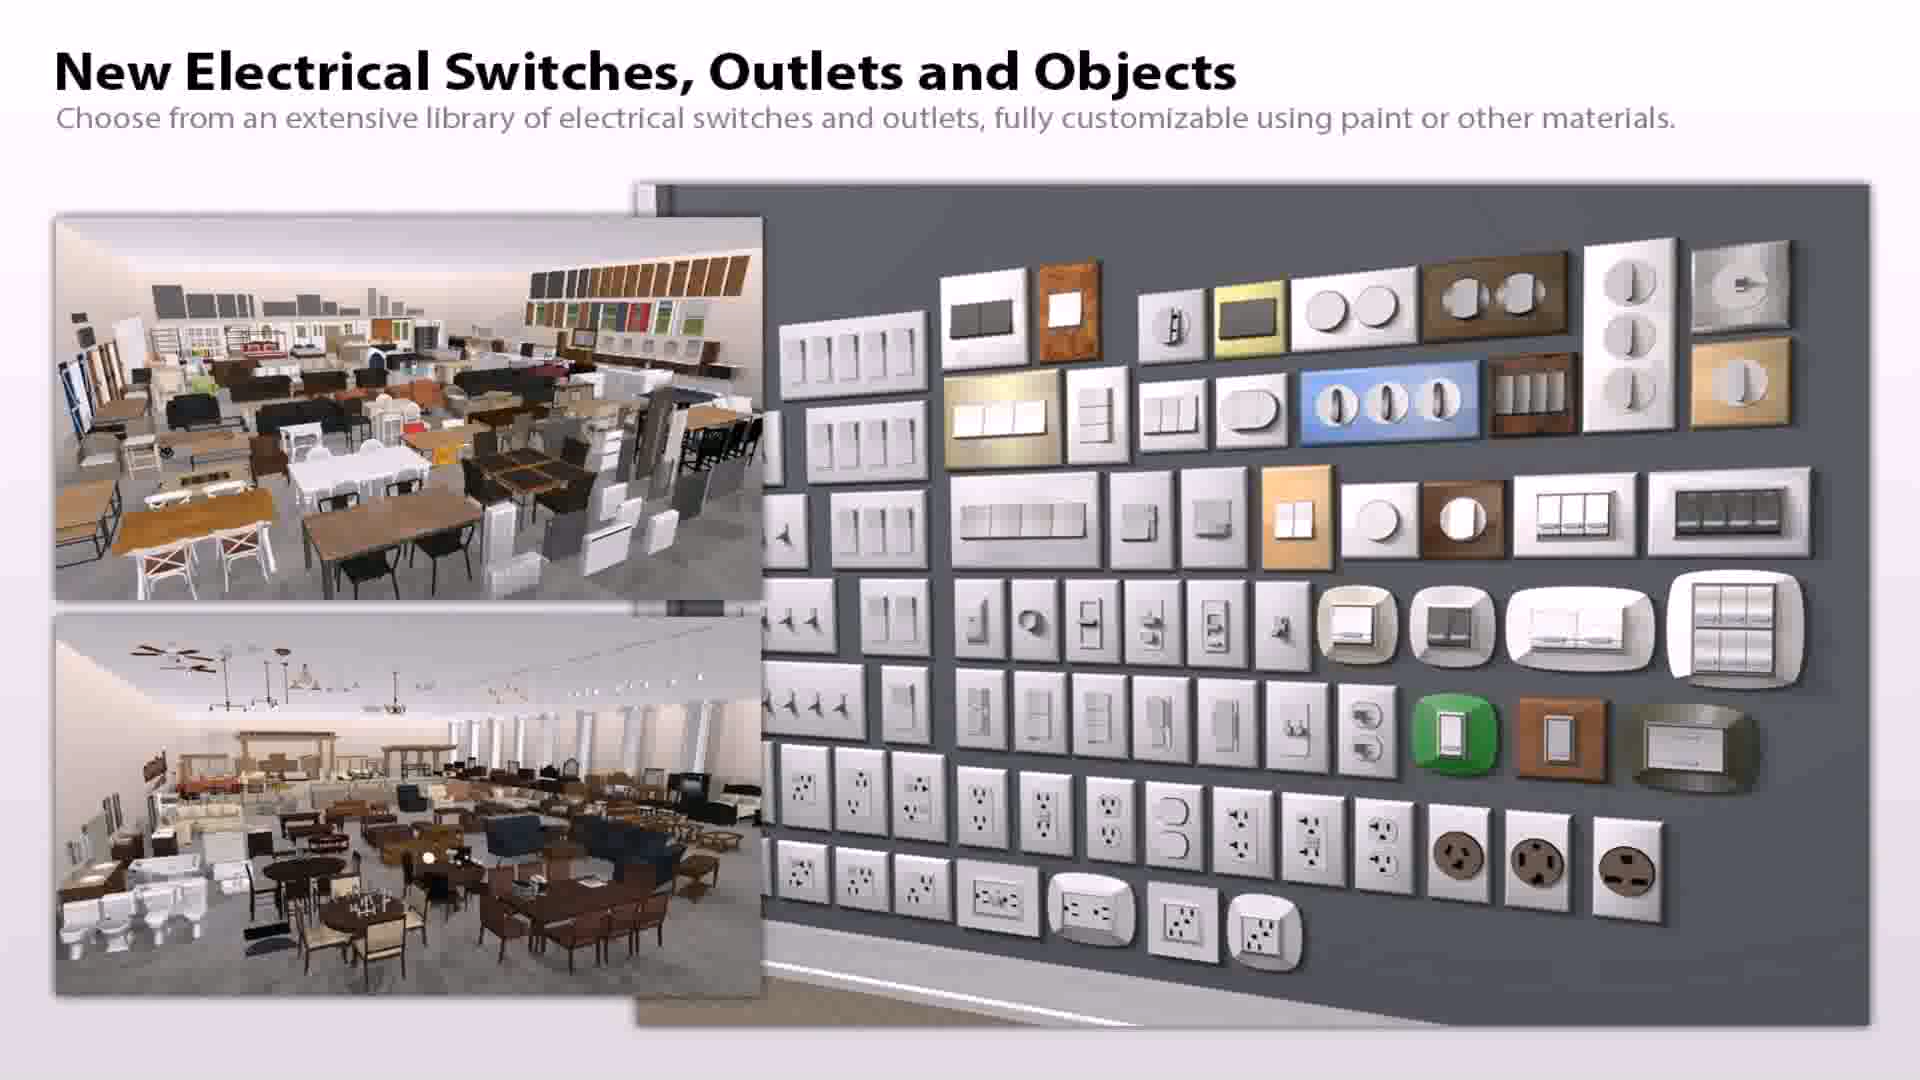 New Electrical Switches, Outlets and Objects
Choose from an extensive library of electrical switches and outlets, fully customizable using paint or other materials.